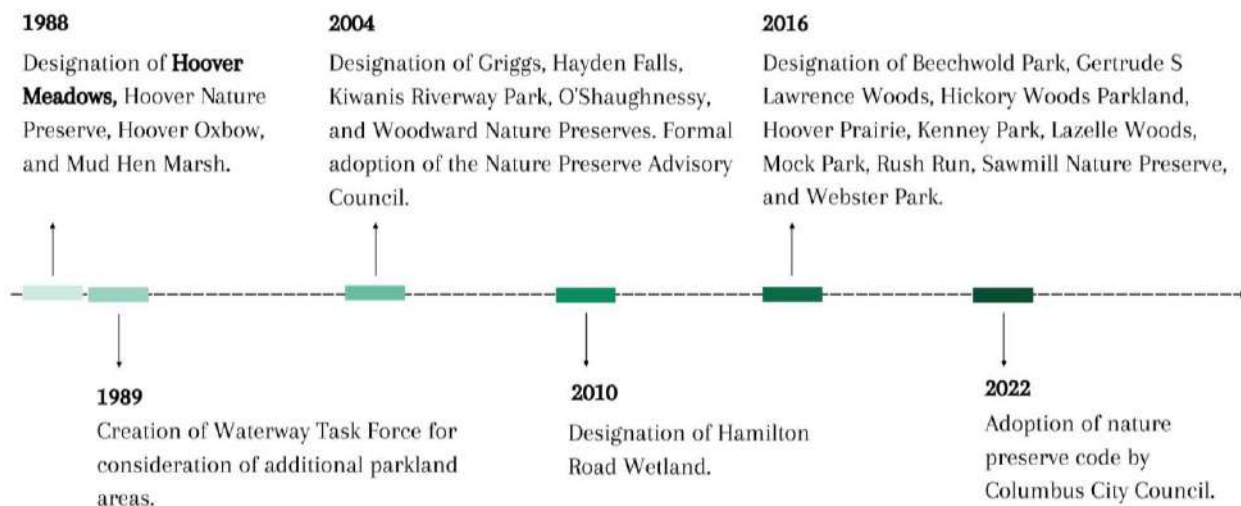 1988
Designation of Hoover
Meadows, Hoover Nature
Preserve, Hoover Oxbow,
and Mud Hen Marsh.
2004
Designation of Griggs, Hayden Falls,
Kiwanis Riverway Park, O'Shaughnessy,
and Woodward Nature Preserves. Formal
adoption of the Nature Preserve Advisory
Council.
2016
Designation of Beechwold Park, Gertrude S
Lawrence Woods, Hickory Woods Parkland,
Hoover Prairie, Kenney Park, Lazelle Woods,
Mock Park, Rush Run, Sawmill Nature Preserve,
and Webster Park.
1989
Creation of Waterway Task Force for
consideration of additional parkland
areas.
2010
Designation of Hamilton
Road Wetland.
2022
Adoption of nature
preserve code by
Columbus City Council.